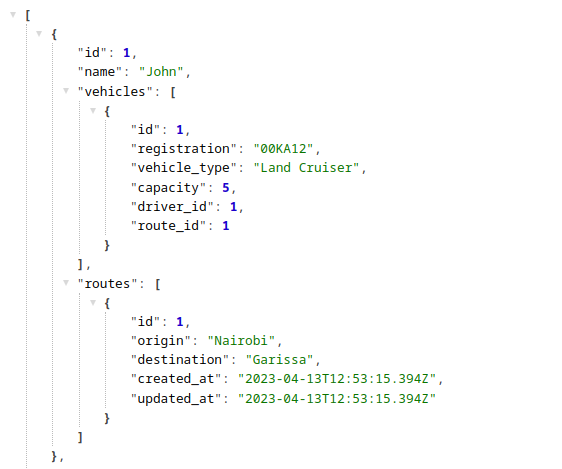 [
{
"id": 1,
"name": "John",
"vehicles": [
{
"id": 1,
"registration": "00KA12",
"vehicle_type": "Land Cruiser",
"capacity": 5,
"driver_id": 1,
"route_id": 1
}
],
"routes": [
{
"id": 1,
"origin": "Nairobi",
"destination": "Garissa",
"created_at": "2023-04-13T12:53:15.394Z",
"updated_at": "2023-04-13T12:53:15.394Z"
}
]
},